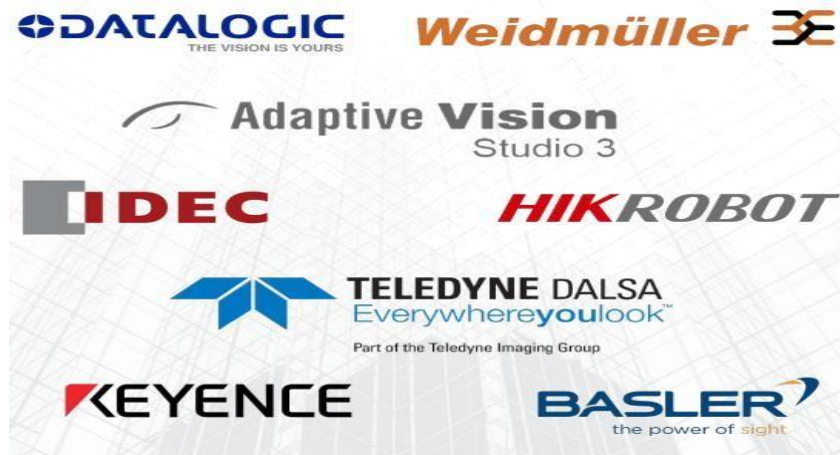 DATALOGIC
THE VISION IS YOURS
Weidmüller
Adaptive Vision
Studio 3
IDEC
HIKROBOT
TELEDYNE DALSA
Everywhereyoulook™
Part of the Teledyne Imaging Group
KEYENCE
BASLER
the power of sight